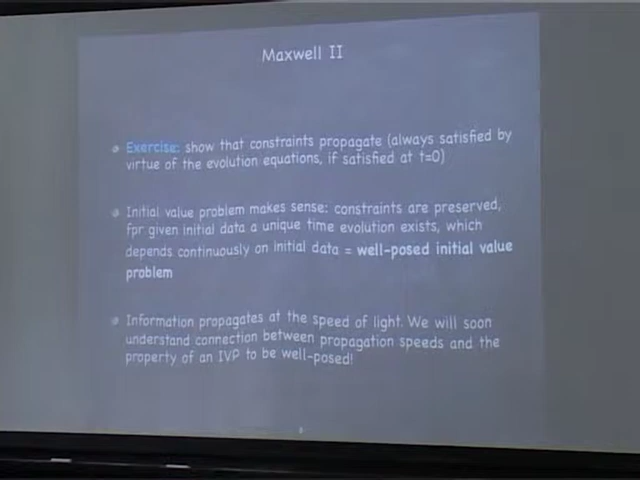 Maxwell II
Exercise: show that constraints propagate (always satisfied by
virtue of the evolution equations, if satisfied at t=0)
Initial value problem makes sense: constraints are preserved,
fpr given initial data a unique time evolution exists, which
depends continuously on initial data = well-posed initial value
problem
Information propagates at the speed of light. We will soon
understand connection between propagation speeds and the
property of an IVP to be well-posed!